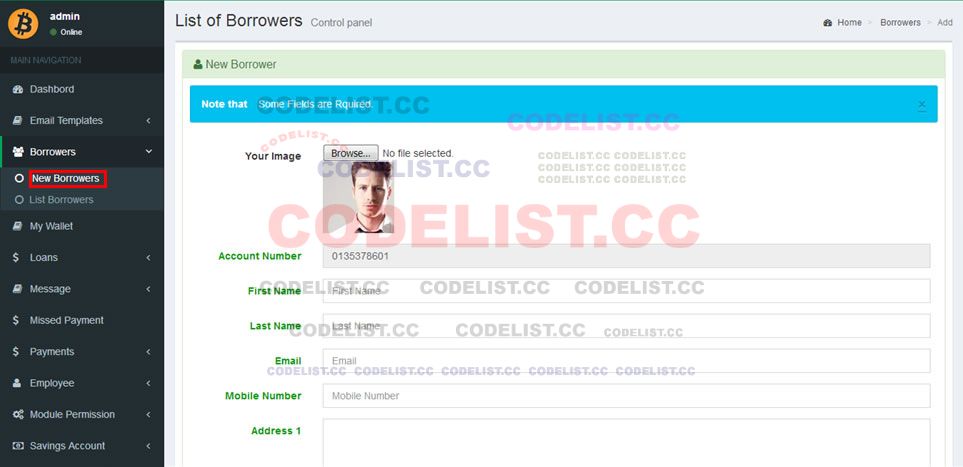 admin
Online
List of Borrowers Control panel
Home > Borrowers > Add
MAIN NAVIGATION
Dashbord
Email Templates
Borrowers
New Borrowers
List Borrowers
My Wallet
Loans
Message
Missed Payment
Payments
Employee
Module Permission
Savings Account
New Borrower
Note that Some Fields are Rquired. ×
CODELIST.CC
CODELIST.CC
CODELIST.CC
Your Image Browse... No file selected.
CODELIST.CC CODELIST.CC
CODELIST.CC CODELIST.CC
CODELIST.CC CODELIST.CC
CODELIST.CC
CODELIST.CC
Account Number 0135378601
First Name First Name
CODELIST.CC CODELIST.CC CODELIST.CC
Last Name Last Name
CODELIST.CC CODELIST.CC CODELIST.CC
Email Email
CODELIST.CC CODELIST.CC CODELIST.CC CODELIST.CC CODELIST.CC
Mobile Number Mobile Number
Address 1